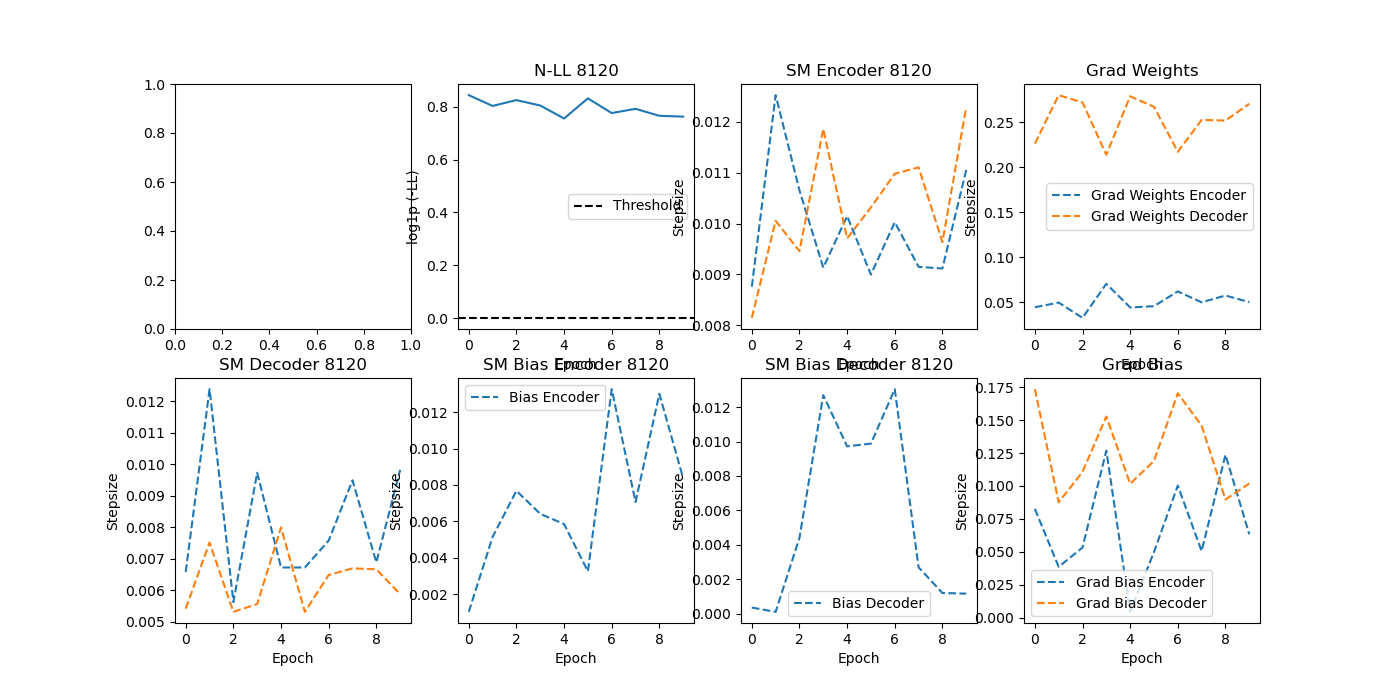 N-LL 8120
SM Encoder 8120
Grad Weights
1.0
0.8
0.6
0.4
0.2
0.0
0.0 0.2 0.4 0.6 0.8 1.0
log1p (-LL)
0.8
0.6
0.4
0.2
0.0
Threshold
0 2 4 6 8
Epoch
Stepsize
0.012
0.011
0.010
0.009
0.008
0 2 4 6 8
Epoch
Stepsize
0.25
0.20
0.15
0.10
0.05
Grad Weights Encoder
Grad Weights Decoder
0 2 4 6 8
Epoch
SM Decoder 8120
SM Bias Encoder 8120
SM Bias Decoder 8120
Grad Bias
Stepsize
0.012
0.011
0.010
0.009
0.008
0.007
0.006
0.005
0 2 4 6 8
Epoch
Stepsize
0.012
0.010
0.008
0.006
0.004
0.002
Bias Encoder
0 2 4 6 8
Epoch
Stepsize
0.012
0.010
0.008
0.006
0.004
0.002
0.000
Bias Decoder
0 2 4 6 8
Epoch
Stepsize
0.175
0.150
0.125
0.100
0.075
0.050
0.025
0.000
Grad Bias Encoder
Grad Bias Decoder
0 2 4 6 8
Epoch